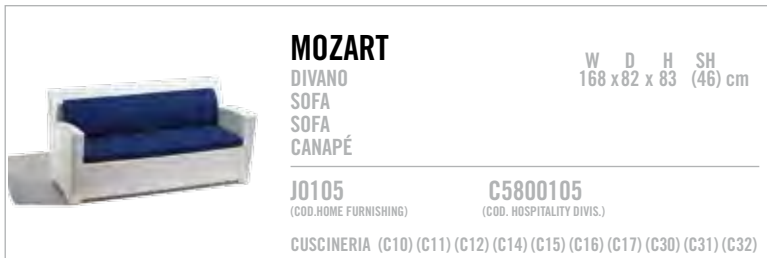 MOZART
DIVANO
SOFA
SOFA
CANAPÉ
W D H SH
168 x 82 x 83 (46) cm
J0105
(COD.HOME FURNISHING)
C5800105
(COD. HOSPITALITY DIVIS.)
CUSCINERIA (C10) (C11) (C12) (C14) (C15) (C16) (C17) (C30) (C31) (C32)